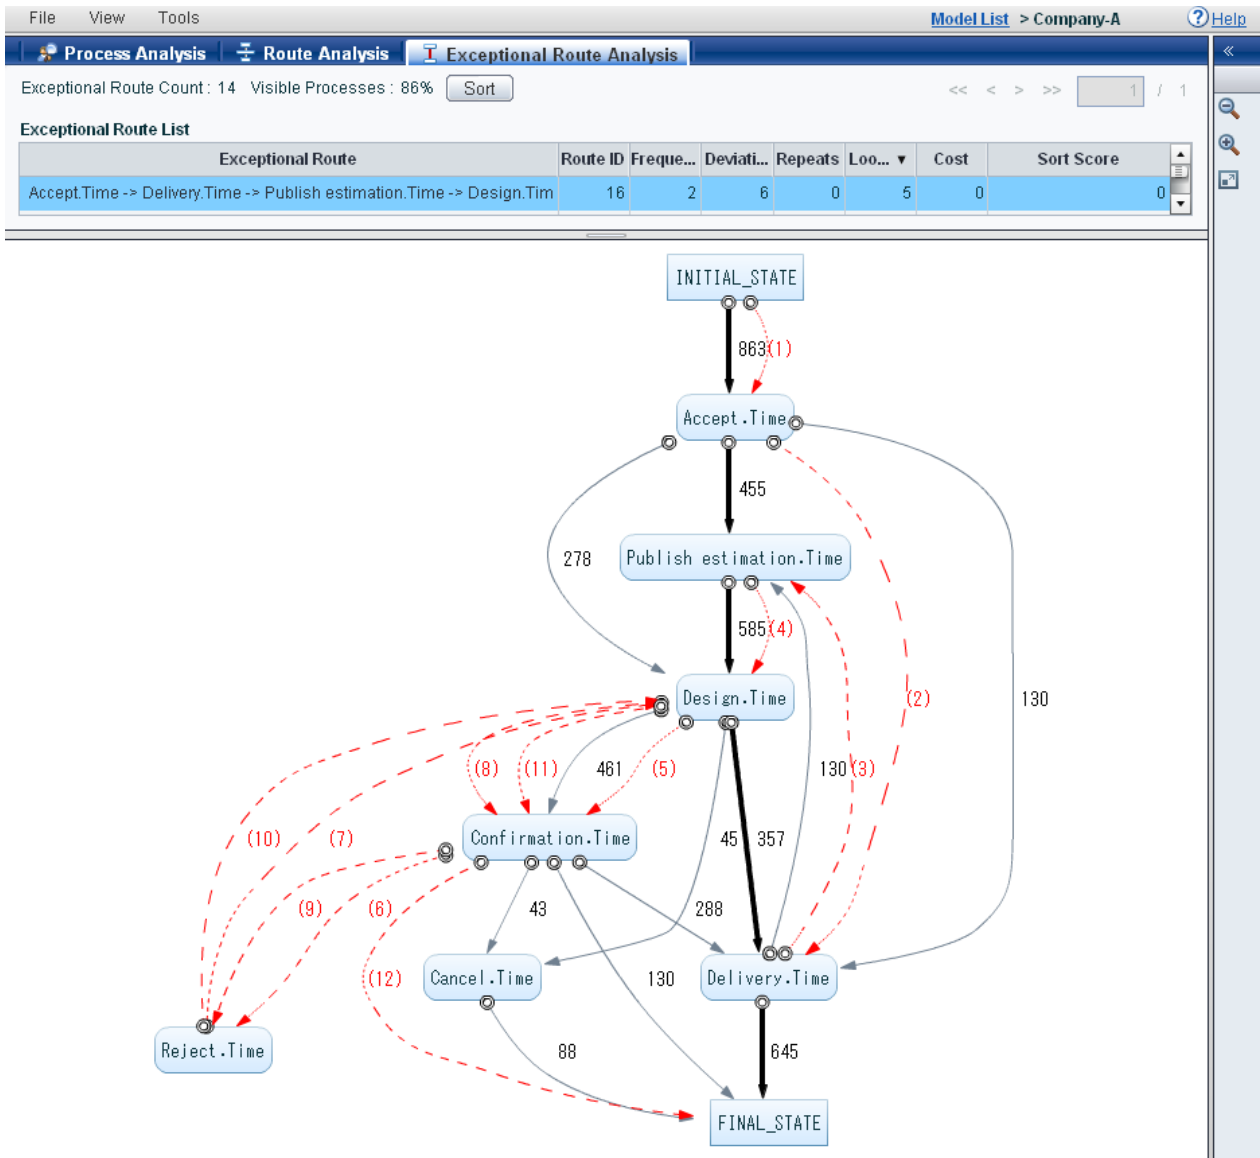 File View Tools Model List > Company-A ? Help
Process Analysis Route Analysis Exceptional Route Analysis «
Exceptional Route Count : 14 Visible Processes : 86% Sort << < > >> 1 / 1
Exceptional Route List
Exceptional Route Route ID Freque... Deviati... Repeats Loo... ▼ Cost Sort Score
Accept.Time -> Delivery.Time -> Publish estimation.Time -> Design.Tim 16 2 6 0 5 0 0
INITIAL_STATE
863 (1)
Accept.Time
455
278
Publish estimation.Time
585 (4)
Design.Time
(2)
130
(8) (11) 461 (5) 130 (3)
(10) (7) Confirmation.Time 45 357
(9) (6) 43 288
(12) Cancel.Time 130 Delivery.Time
Reject.Time 88 645
FINAL_STATE